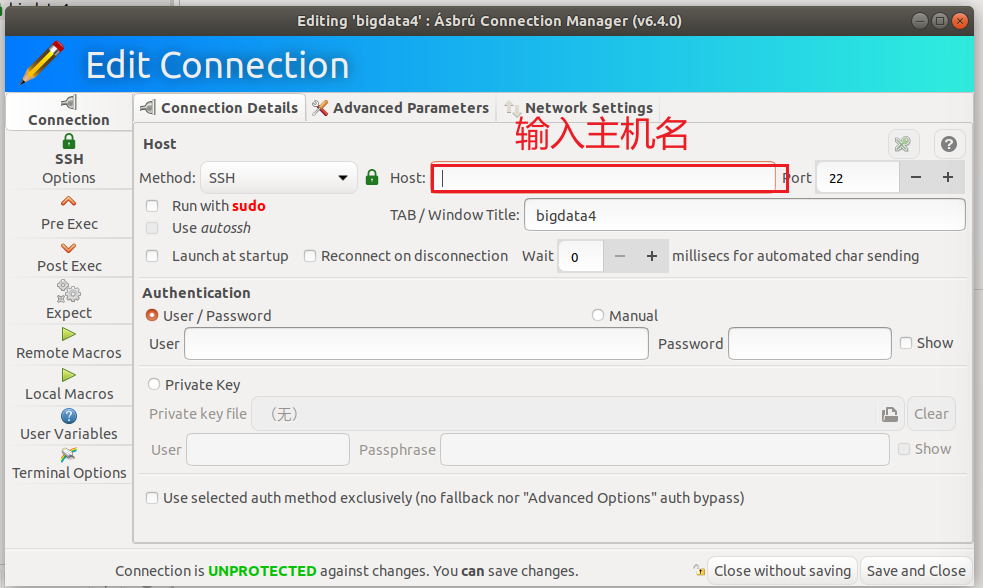 Editing 'bigdata4' : Ásbrú Connection Manager (v6.4.0)
Edit Connection
Connection
SSH
Options
Pre Exec
Post Exec
Expect
Remote Macros
Local Macros
User Variables
Terminal Options
Connection Details Advanced Parameters Network Settings
输入主机名
Host
Method: SSH Host: Port 22
Run with sudo
TAB / Window Title: bigdata4
Use autossh
Launch at startup Reconnect on disconnection Wait 0 millisecs for automated char sending
Authentication
User / Password Manual
User Password Show
Private Key
Private key file （无） Clear
User Passphrase Show
Use selected auth method exclusively (no fallback nor "Advanced Options" auth bypass)
Connection is UNPROTECTED against changes. You can save changes. Close without saving Save and Close